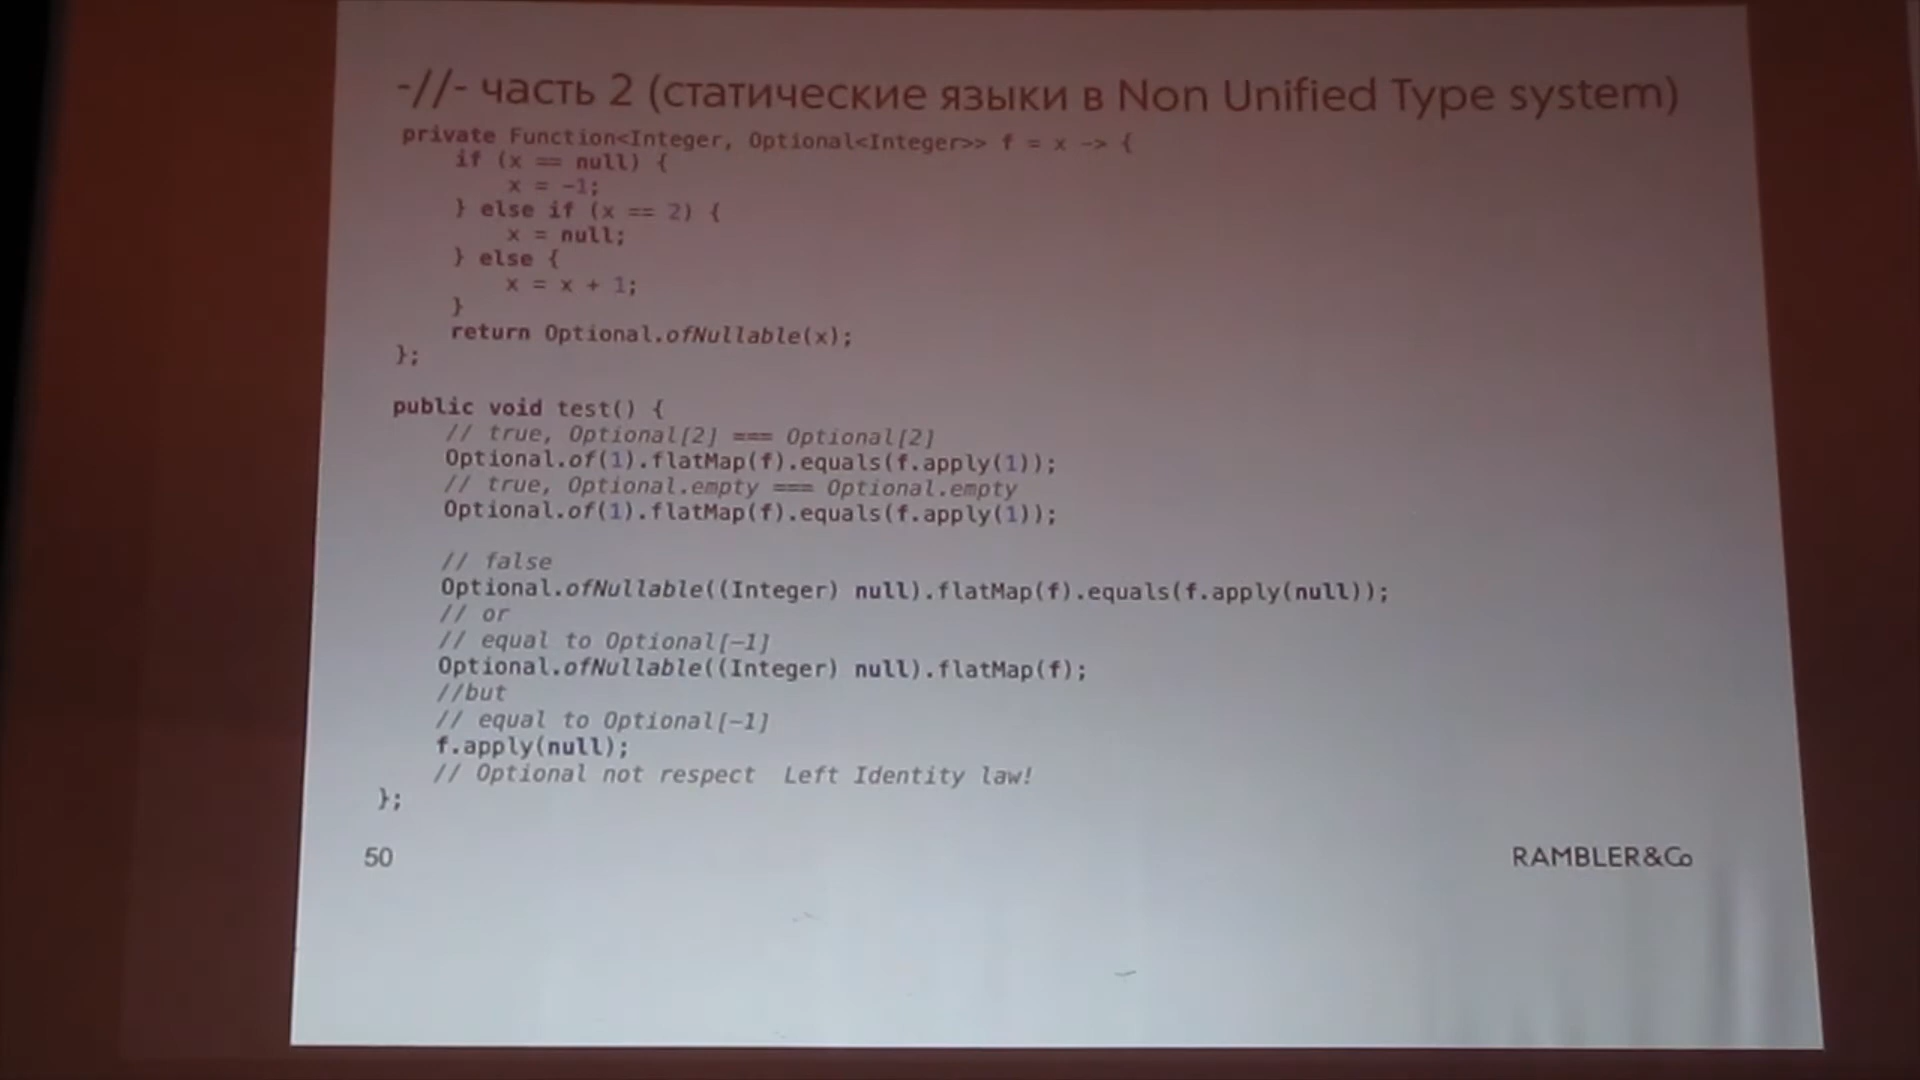 -//- часть 2 (статические языки в Non Unified Type system)
private Function<Integer, Optional<Integer>> f = x -> {
if (x == null) {
x = -1;
} else if (x == 2) {
x = null;
} else {
x = x + 1;
}
return Optional.ofNullable(x);
};
public void test() {
// true, Optional[2] === Optional[2]
Optional.of(1).flatMap(f).equals(f.apply(1));
// true, Optional.empty === Optional.empty
Optional.of(1).flatMap(f).equals(f.apply(1));
// false
Optional.ofNullable((Integer) null).flatMap(f).equals(f.apply(null));
// or
// equal to Optional[-1]
Optional.ofNullable((Integer) null).flatMap(f);
//but
// equal to Optional[-1]
f.apply(null);
// Optional not respect Left Identity law!
};
50
RAMBLER&Co